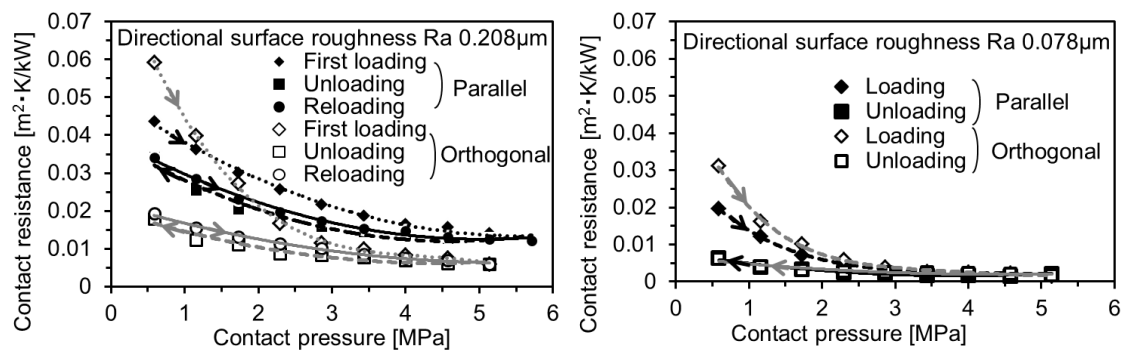 0.07
0.06
0.05
0.04
0.03
0.02
0.01
0
Contact resistance [m²·K/kW]
Directional surface roughness Ra 0.208μm
First loading
Unloading
Reloading
Parallel
First loading
Unloading
Reloading
Orthogonal
0 1 2 3 4 5 6
Contact pressure [MPa]
0.07
0.06
0.05
0.04
0.03
0.02
0.01
0
Contact resistance [m²·K/kW]
Directional surface roughness Ra 0.078μm
Loading
Unloading
Parallel
Loading
Unloading
Orthogonal
0 1 2 3 4 5 6
Contact pressure [MPa]